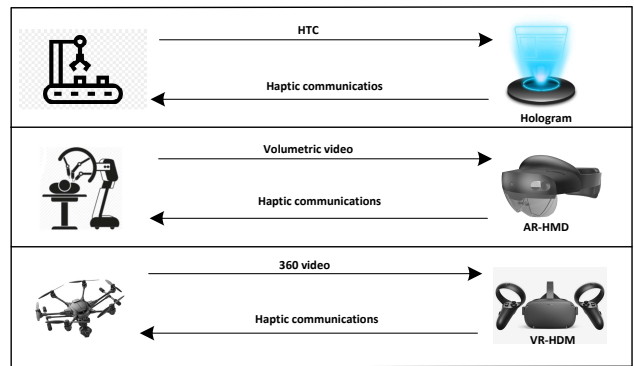 HTC
Haptic communicatios
Hologram
Volumetric video
Haptic communications
AR-HMD
360 video
Haptic communications
VR-HDM